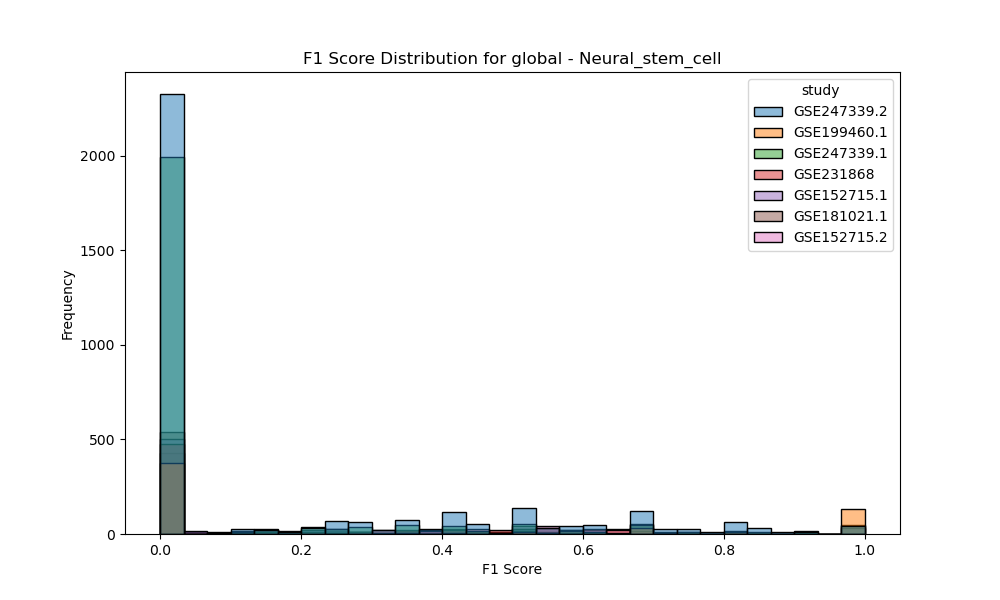 F1 Score Distribution for global - Neural_stem_cell
study
GSE247339.2
GSE199460.1
GSE247339.1
GSE231868
GSE152715.1
GSE181021.1
GSE152715.2
Frequency
2000
1500
1000
500
0
0.0 0.2 0.4 0.6 0.8 1.0
F1 Score